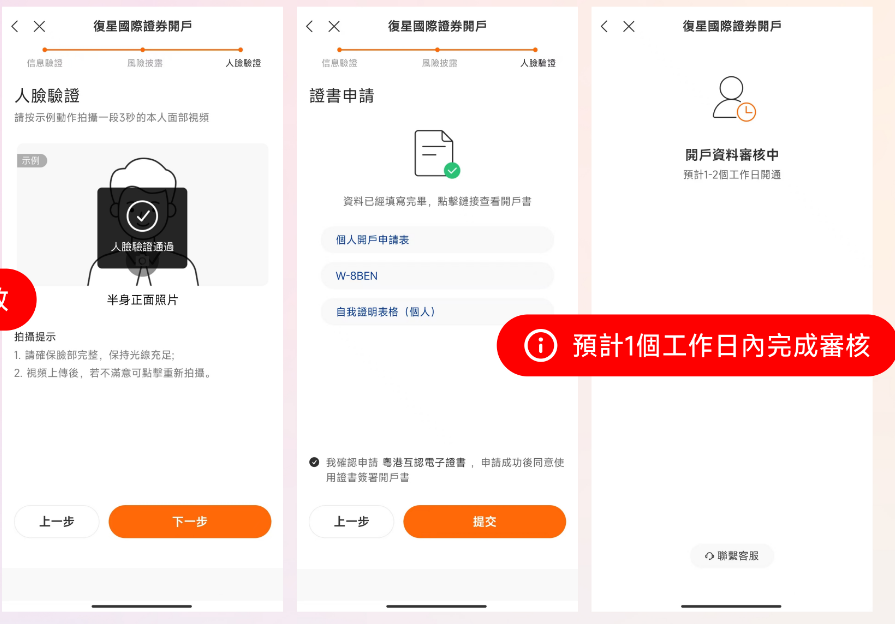 復星國際證券開戶
信息驗證
風險披露
人臉驗證
人臉驗證
請按示例動作拍攝一段3秒的本人面部視頻
示例
人臉驗證通過
半身正面照片
拍攝提示
1. 請確保臉部完整，保持光線充足;
2. 視頻上傳後，若不滿意可點擊重新拍攝。
上一步
下一步
復星國際證券開戶
信息驗證
風險披露
人臉驗證
證書申請
資料已經填寫完畢，點擊鏈接查看開戶書
個人開戶申請表
W-8BEN
自我證明表格（個人）
我確認申請 粵港互認電子證書 ，申請成功後同意使
用證書簽署開戶書
上一步
提交
復星國際證券開戶
開戶資料審核中
預計1-2個工作日開通
預計1個工作日內完成審核
聯繫客服